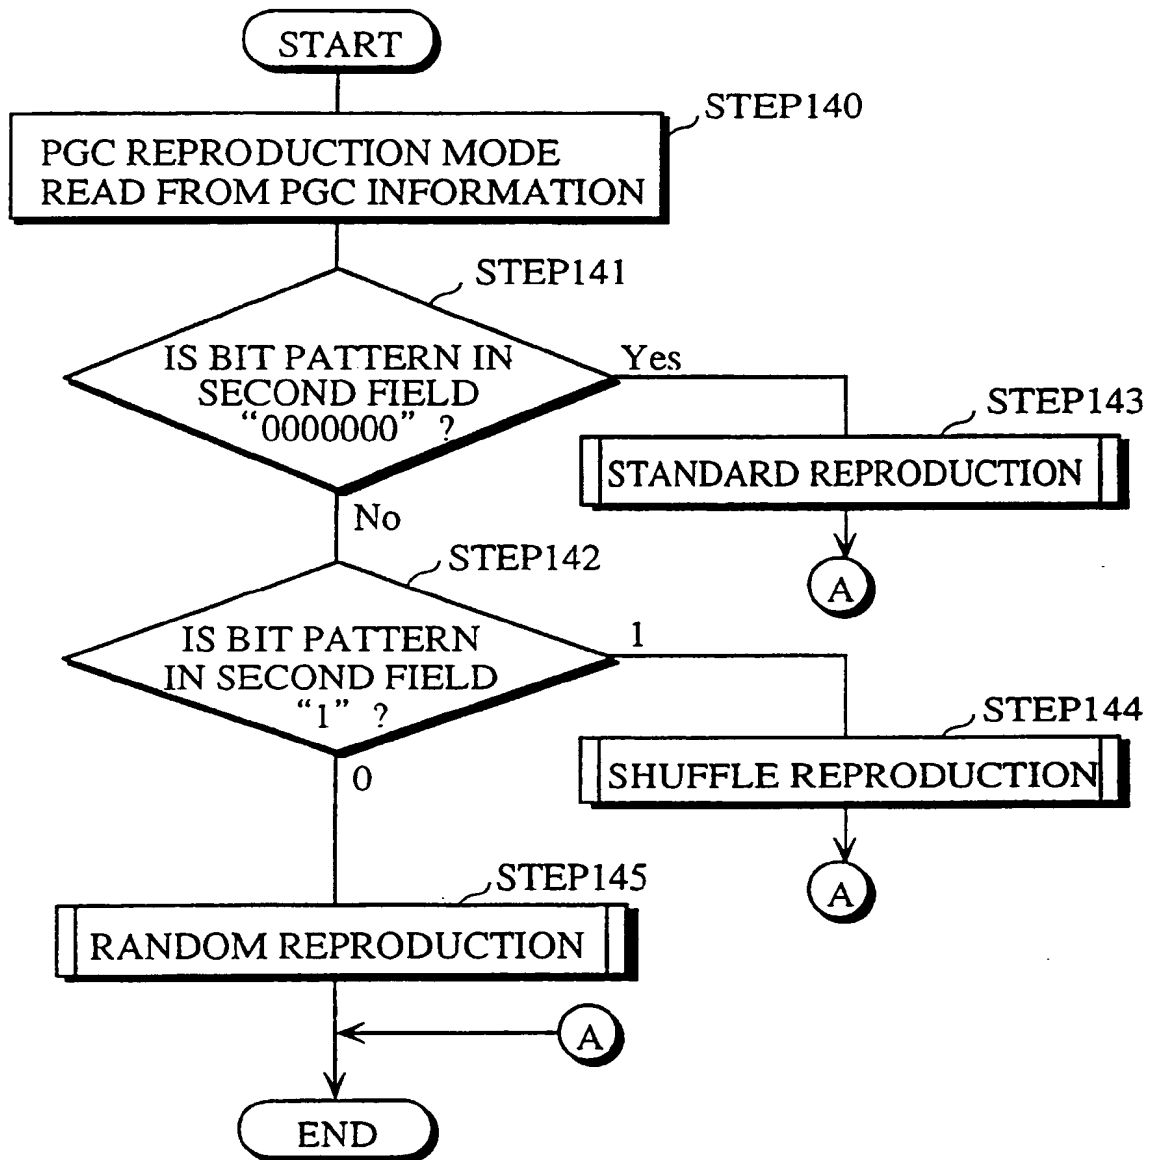 START
STEP140
PGC REPRODUCTION MODE
READ FROM PGC INFORMATION
STEP141
IS BIT PATTERN IN
SECOND FIELD
“0000000” ?
Yes
STEP143
STANDARD REPRODUCTION
No
A
STEP142
IS BIT PATTERN
IN SECOND FIELD
“1” ?
1
STEP144
SHUFFLE REPRODUCTION
0
A
STEP145
RANDOM REPRODUCTION
A
END